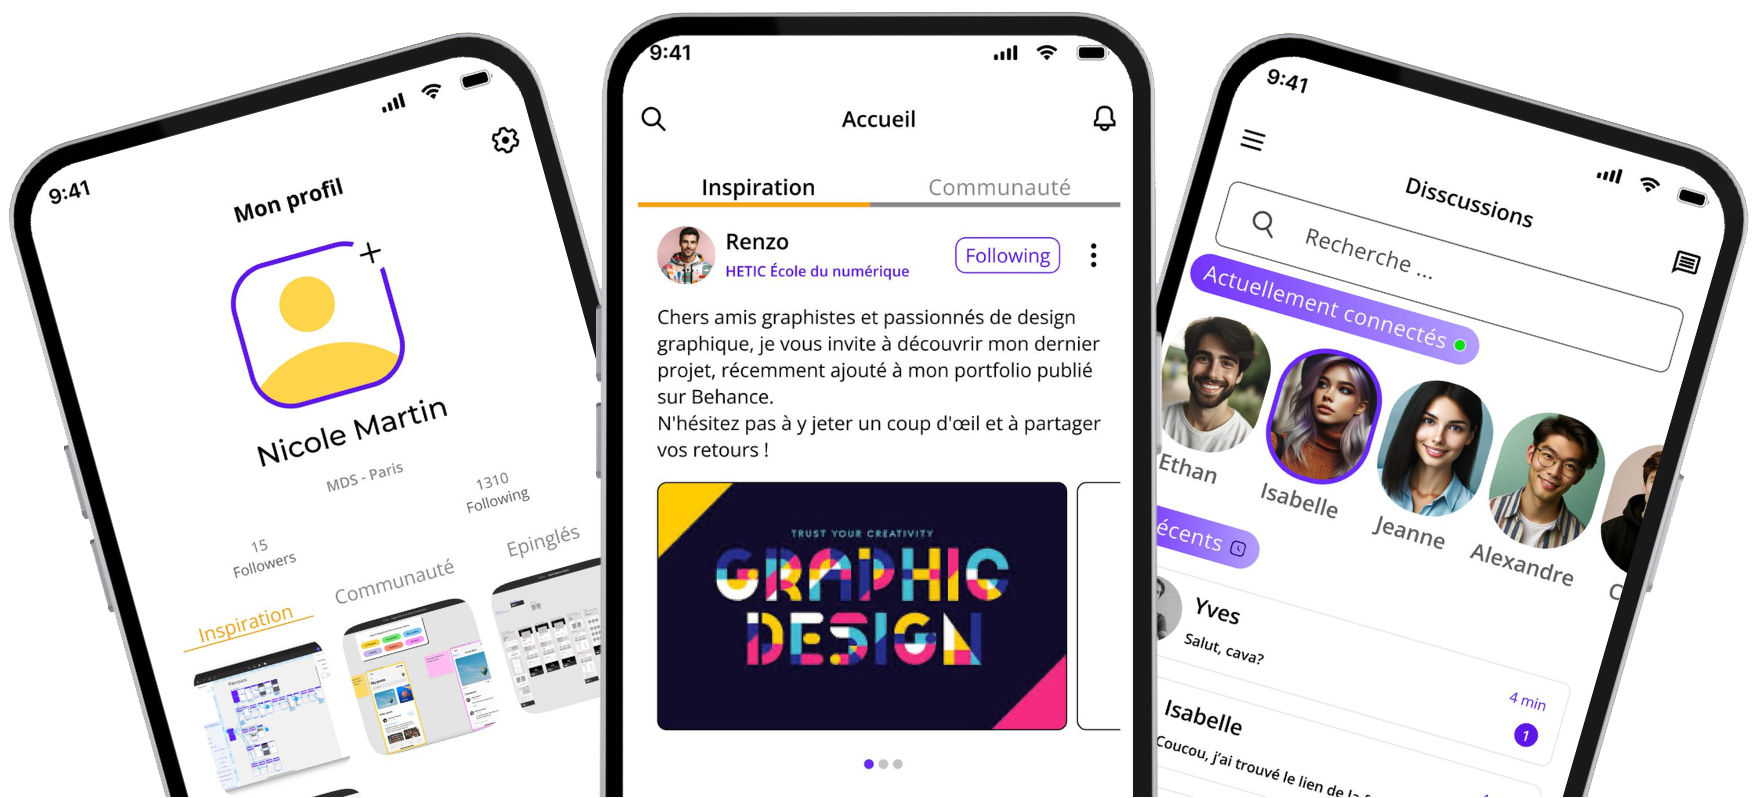 9:41
Mon profil
Nicole Martin
MDS - Paris
15
Followers
1310
Following
Inspiration
Communauté
Epinglés
9:41
Accueil
Inspiration
Communauté
Renzo
HETIC École du numérique
Following
Chers amis graphistes et passionnés de design
graphique, je vous invite à découvrir mon dernier
projet, récemment ajouté à mon portfolio publié
sur Behance.
N'hésitez pas à y jeter un coup d'œil et à partager
vos retours !
TRUST YOUR CREATIVITY
GRAPHIC
DESIGN
9:41
Disscussions
Recherche ...
Actuellement connectés
Ethan
Isabelle
Jeanne
Alexandre
C
écents
Yves
Salut, cava?
4 min
1
Isabelle
Coucou, j'ai trouvé le lien de la